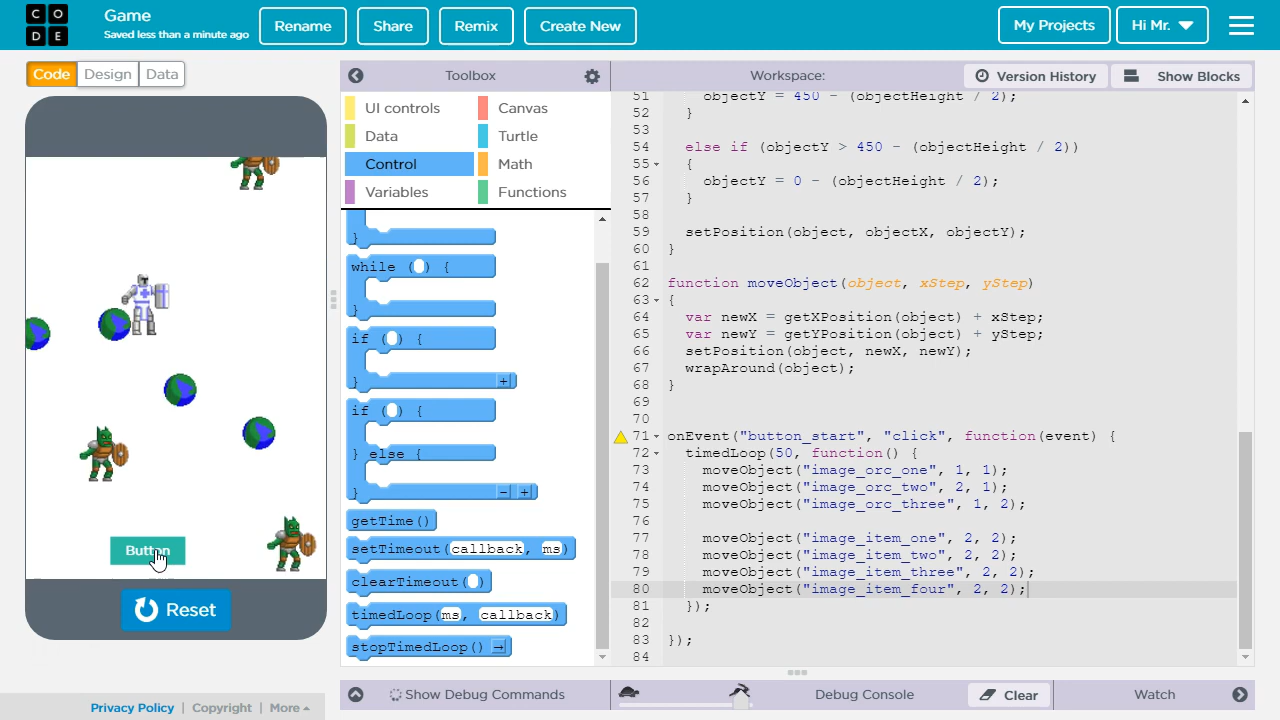 CO
DE
Game
Saved less than a minute ago
Rename
Share
Remix
Create New
My Projects
Hi Mr.
Code
Design
Data
Toolbox
Workspace:
Version History
Show Blocks
UI controls
Canvas
Data
Turtle
Control
Math
Variables
Functions
}
while ( ) {
}
if ( ) {
}
if ( ) {
} else {
}
getTime()
setTimeout(callback, ms)
clearTimeout( )
timedLoop(ms, callback)
stopTimedLoop()
51 objectY = 450 - (objectHeight / 2);
52 }
53
54 else if (objectY > 450 - (objectHeight / 2))
55 {
56 objectY = 0 - (objectHeight / 2);
57 }
58
59 setPosition(object, objectX, objectY);
60 }
61
62 function moveObject(object, xStep, yStep)
63 {
64 var newX = getXPosition(object) + xStep;
65 var newY = getYPosition(object) + yStep;
66 setPosition(object, newX, newY);
67 wrapAround(object);
68 }
69
70
71 onEvent("button_start", "click", function(event) {
72 timedLoop(50, function() {
73 moveObject("image_orc_one", 1, 1);
74 moveObject("image_orc_two", 2, 1);
75 moveObject("image_orc_three", 1, 2);
76
77 moveObject("image_item_one", 2, 2);
78 moveObject("image_item_two", 2, 2);
79 moveObject("image_item_three", 2, 2);
80 moveObject("image_item_four", 2, 2);
81 });
82
83 });
84
Button
Reset
Show Debug Commands
Debug Console
Clear
Watch
Privacy Policy | Copyright | More